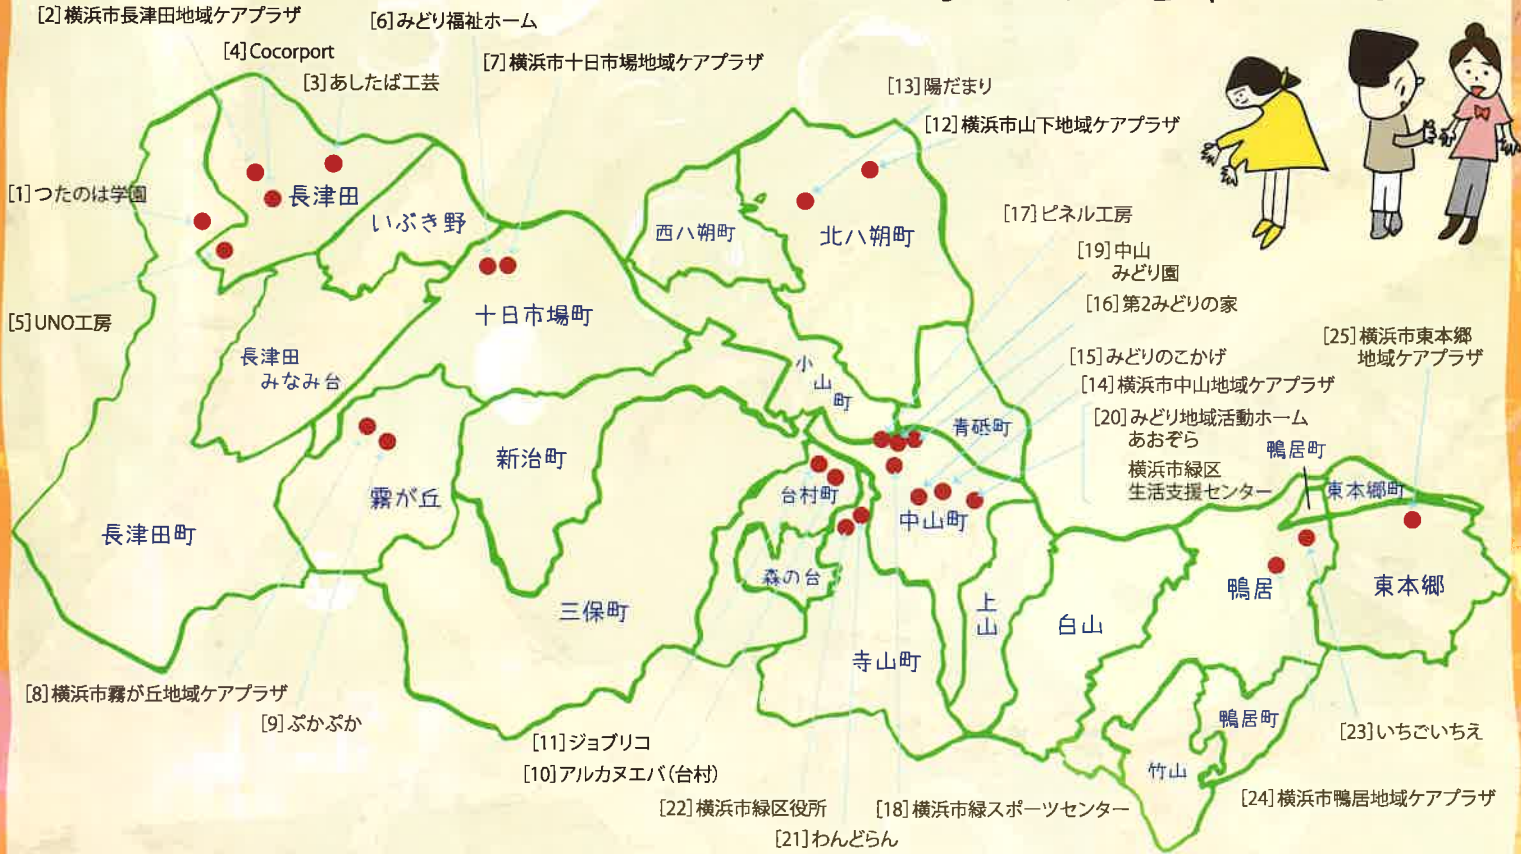 [2]横浜市長津田地域ケアプラザ
[6]みどり福祉ホーム
[4]Cocorport
[7]横浜市十日市場地域ケアプラザ
[3]あしたば工芸
[13]陽だまり
[12]横浜市山下地域ケアプラザ
[1]つたのは学園
長津田
いぶき野
西八朔町
北八朔町
[17]ピネル工房
[19]中山
みどり園
[16]第2みどりの家
[5]UNO工房
十日市場町
[25]横浜市東本郷
地域ケアプラザ
長津田
みなみ台
小山町
[15]みどりのこかげ
[14]横浜市中山地域ケアプラザ
[20]みどり地域活動ホーム
あおぞら
横浜市緑区
生活支援センター
青砥町
鴨居町
新治町
霧が丘
台村町
中山町
東本郷町
長津田町
森の台
三保町
上山
白山
鴨居
東本郷
寺山町
[8]横浜市霧が丘地域ケアプラザ
[9]ぷかぷか
鴨居町
[23]いちごいちえ
[11]ジョブリコ
[10]アルカヌエバ(台村)
竹山
[22]横浜市緑区役所
[18]横浜市緑スポーツセンター
[24]横浜市鴨居地域ケアプラザ
[21]わんどらん